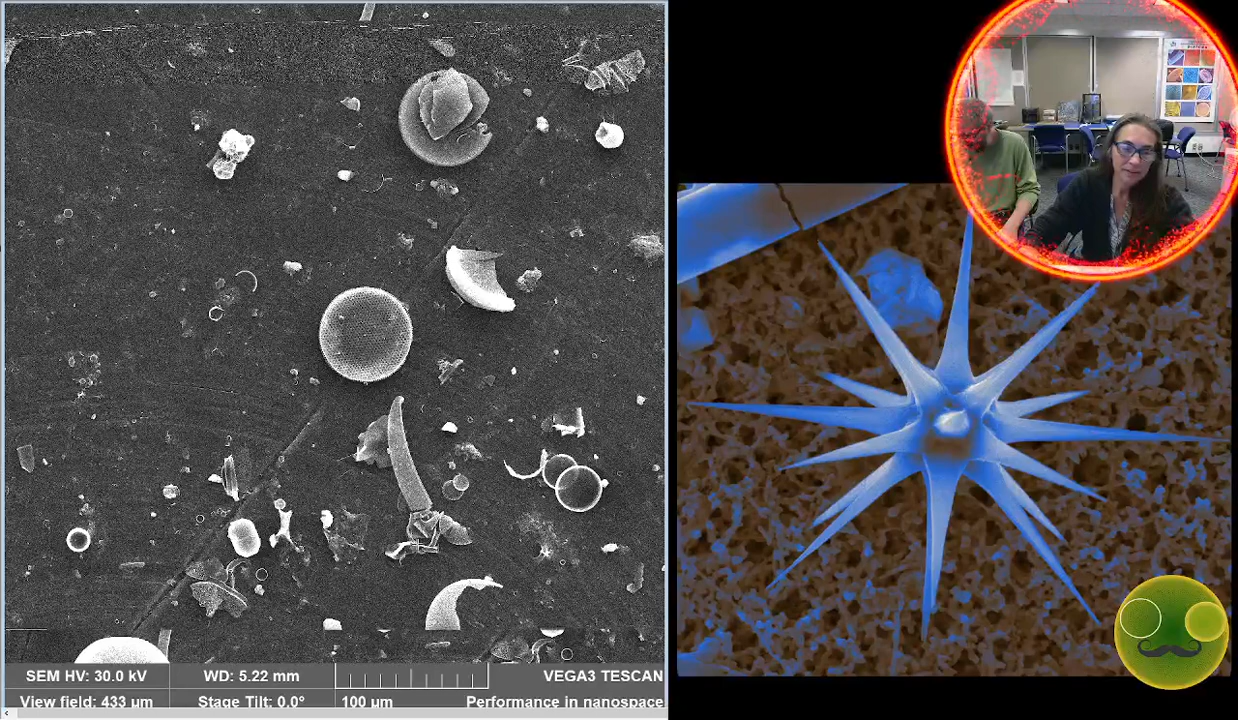 SEM HV: 30.0 kV WD: 5.22 mm VEGA3 TESCAN
View field: 433 µm Stage Tilt: 0.0° 100 µm Performance in nanospace